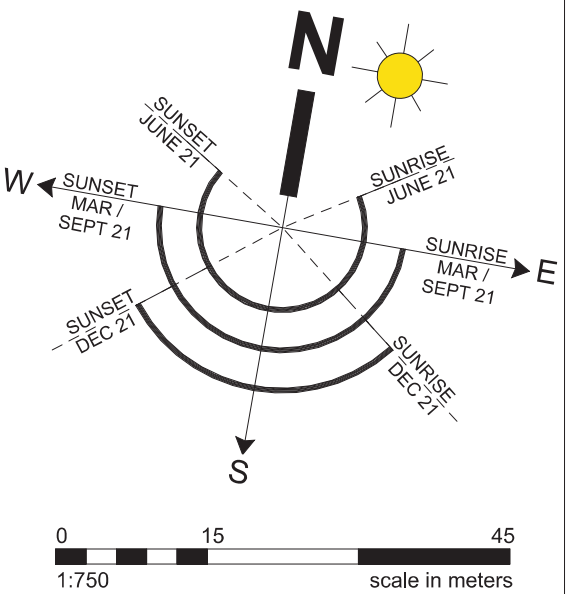 N
SUNSET
JUNE 21
SUNRISE
JUNE 21
W
SUNSET
MAR /
SEPT 21
SUNRISE
MAR /
SEPT 21
E
SUNSET
DEC 21
SUNRISE
DEC 21
S
0 15 45
1:750 scale in meters